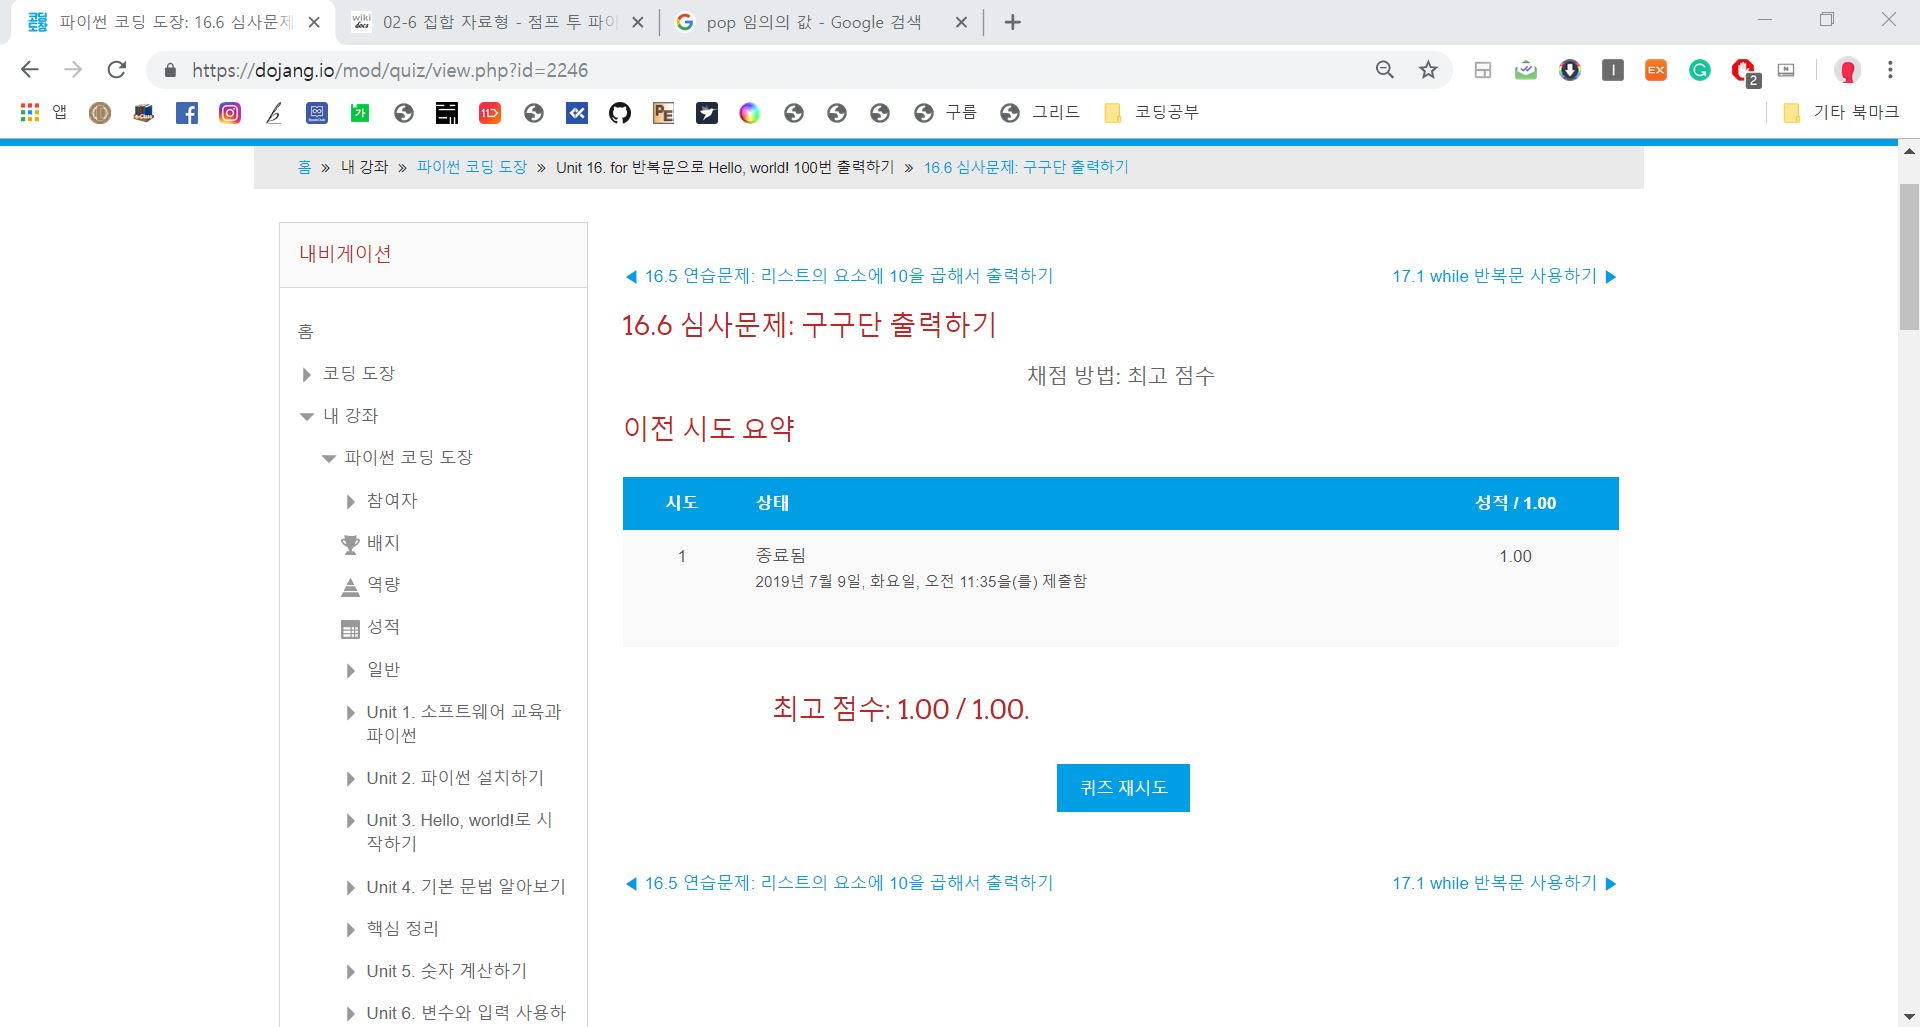 파이썬 코딩 도장: 16.6 심사문제
02-6 집합 자료형 - 점프 투 파이
pop 임의의 값 - Google 검색
https://dojang.io/mod/quiz/view.php?id=2246
앱
구름
그리드
코딩공부
기타 북마크
홈 » 내 강좌 » 파이썬 코딩 도장 » Unit 16. for 반복문으로 Hello, world! 100번 출력하기 » 16.6 심사문제: 구구단 출력하기
내비게이션
홈
코딩 도장
내 강좌
파이썬 코딩 도장
참여자
배지
역량
성적
일반
Unit 1. 소프트웨어 교육과
파이썬
Unit 2. 파이썬 설치하기
Unit 3. Hello, world!로 시
작하기
Unit 4. 기본 문법 알아보기
핵심 정리
Unit 5. 숫자 계산하기
Unit 6. 변수와 입력 사용하
◀ 16.5 연습문제: 리스트의 요소에 10을 곱해서 출력하기
17.1 while 반복문 사용하기 ▶
16.6 심사문제: 구구단 출력하기
채점 방법: 최고 점수
이전 시도 요약
시도 상태 성적 / 1.00
1 종료됨 1.00
2019년 7월 9일, 화요일, 오전 11:35을(를) 제출함
최고 점수: 1.00 / 1.00.
퀴즈 재시도
◀ 16.5 연습문제: 리스트의 요소에 10을 곱해서 출력하기
17.1 while 반복문 사용하기 ▶